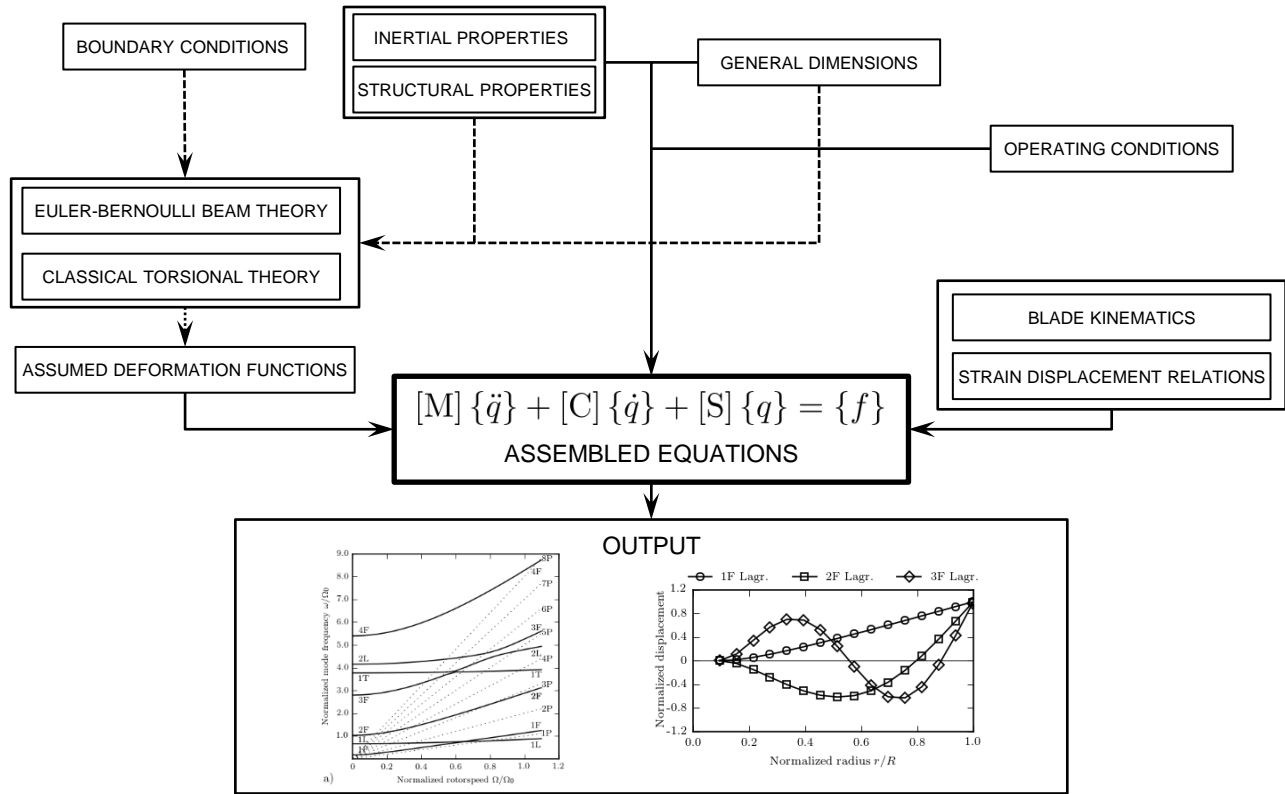 BOUNDARY CONDITIONS
INERTIAL PROPERTIES
STRUCTURAL PROPERTIES
GENERAL DIMENSIONS
OPERATING CONDITIONS
EULER-BERNOULLI BEAM THEORY
CLASSICAL TORSIONAL THEORY
ASSUMED DEFORMATION FUNCTIONS
BLADE KINEMATICS
STRAIN DISPLACEMENT RELATIONS
[M] {q̈} + [C] {q̇} + [S] {q} = {f}
ASSEMBLED EQUATIONS
OUTPUT
Normalized mode frequency ω/Ω₀
9.0
8.0
7.0
6.0
5.0
4.0
3.0
2.0
1.0
4F
2L
1T
3F
2F
1L
8P
4F
7P
6P
3F
5P
2L
4P
1T
3P
2F
2P
1F
1P
1L
0 0.2 0.4 0.6 0.8 1.0 1.2
Normalized rotorspeed Ω/Ω₀
a)
1F Lagr. 2F Lagr. 3F Lagr.
Normalized displacement
1.2
0.8
0.4
0
-0.4
-0.8
-1.2
0.0 0.2 0.4 0.6 0.8 1.0
Normalized radius r/R